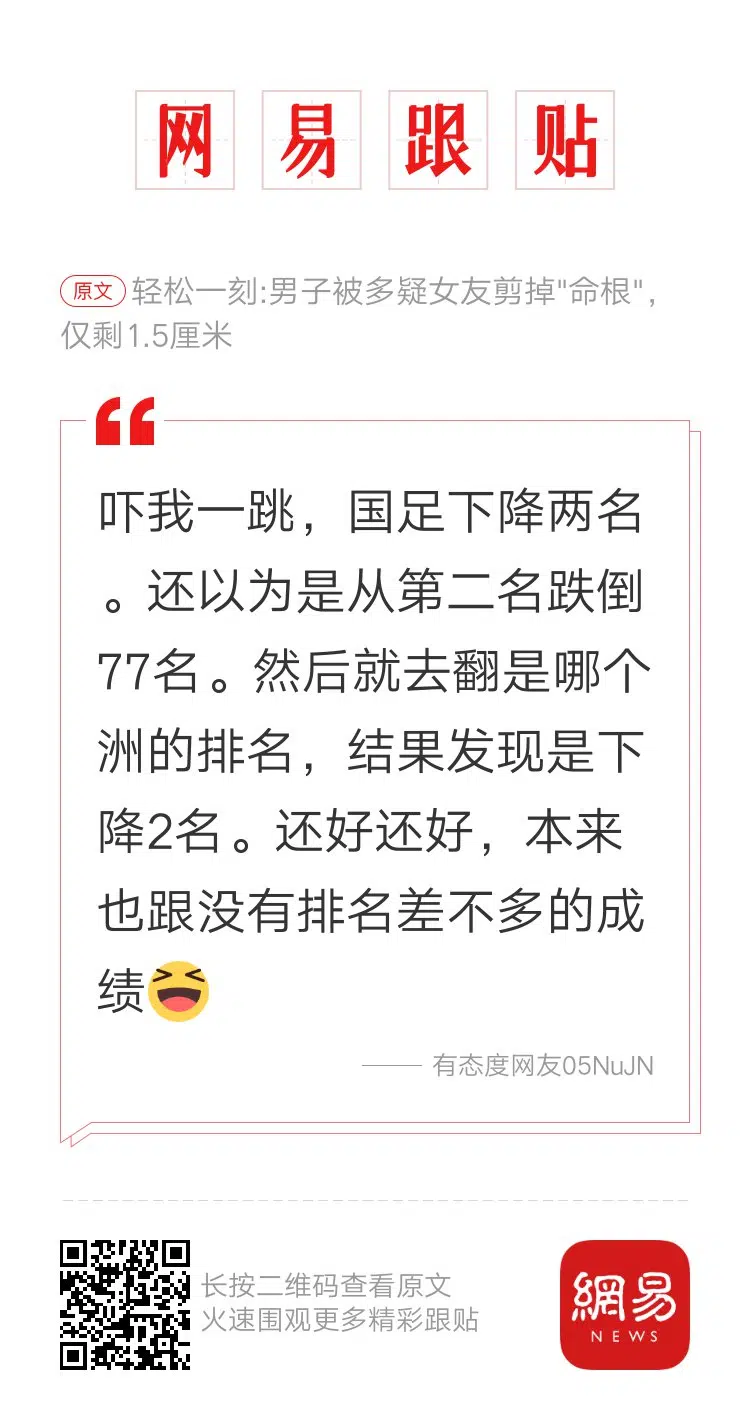 网易跟贴
原文 轻松一刻:男子被多疑女友剪掉"命根",
仅剩1.5厘米
吓我一跳，国足下降两名
。还以为是从第二名跌倒
77名。然后就去翻是哪个
洲的排名，结果发现是下
降2名。还好还好，本来
也跟没有排名差不多的成
绩😆
—— 有态度网友05NuJN
长按二维码查看原文
火速围观更多精彩跟贴
網易
NEWS